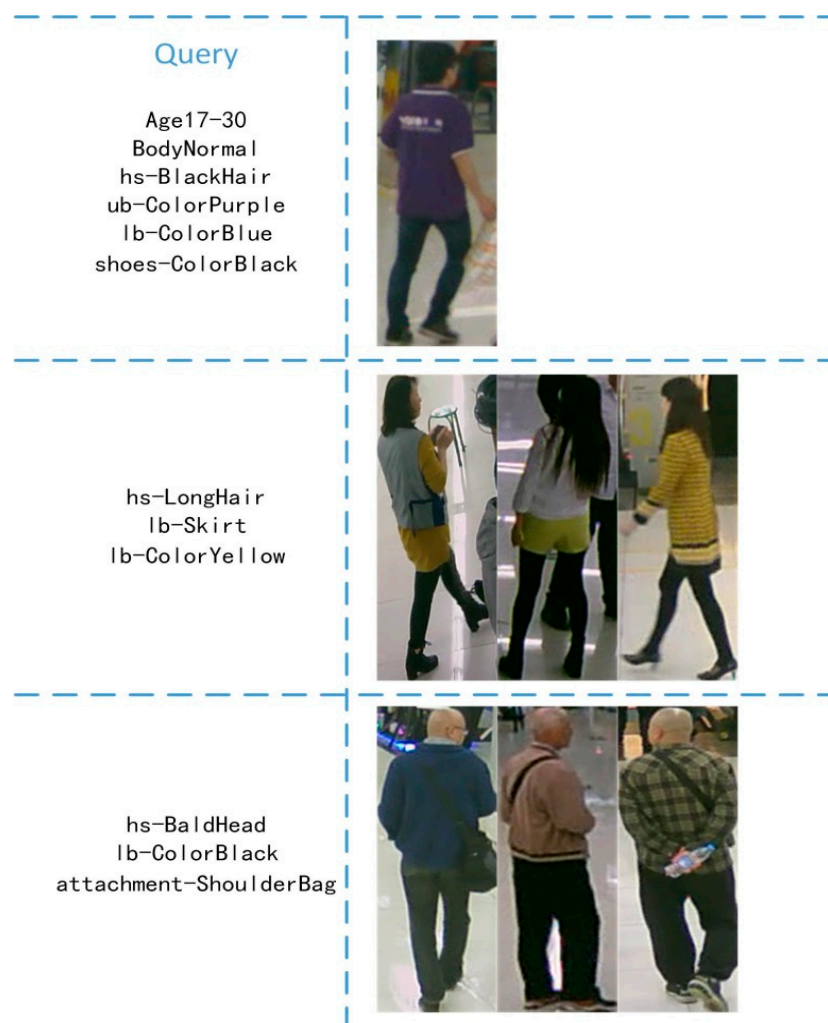 Query
Age17-30
BodyNormal
hs-BlackHair
ub-ColorPurple
lb-ColorBlue
shoes-ColorBlack
hs-LongHair
lb-Skirt
lb-ColorYellow
hs-BaldHead
lb-ColorBlack
attachment-ShoulderBag